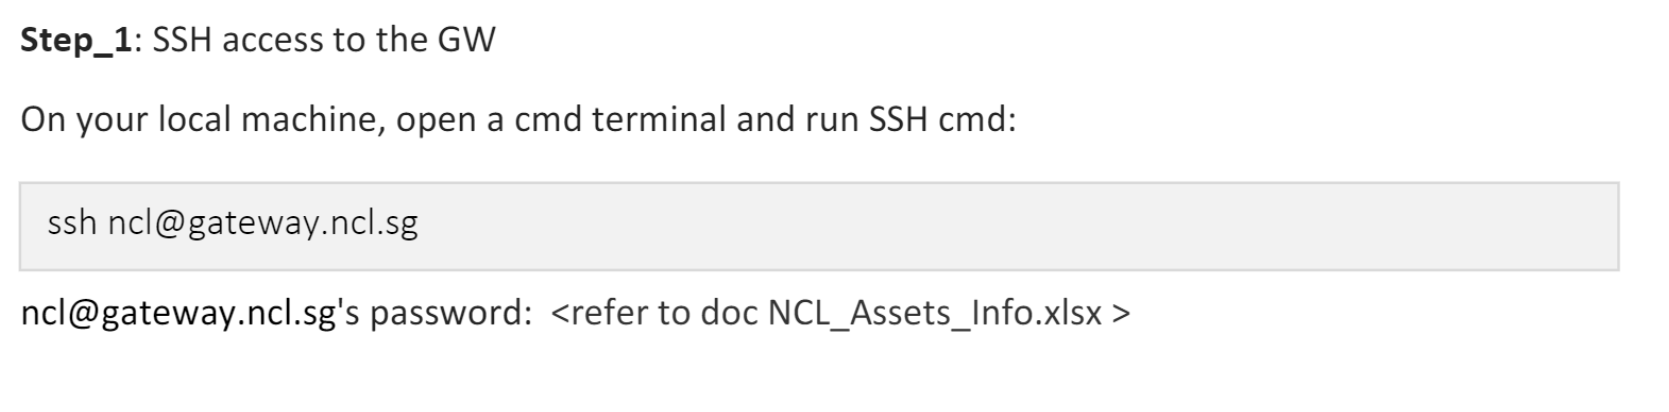 Step_1: SSH access to the GW
On your local machine, open a cmd terminal and run SSH cmd:
ssh ncl@gateway.ncl.sg
ncl@gateway.ncl.sg's password:  <refer to doc NCL_Assets_Info.xlsx >